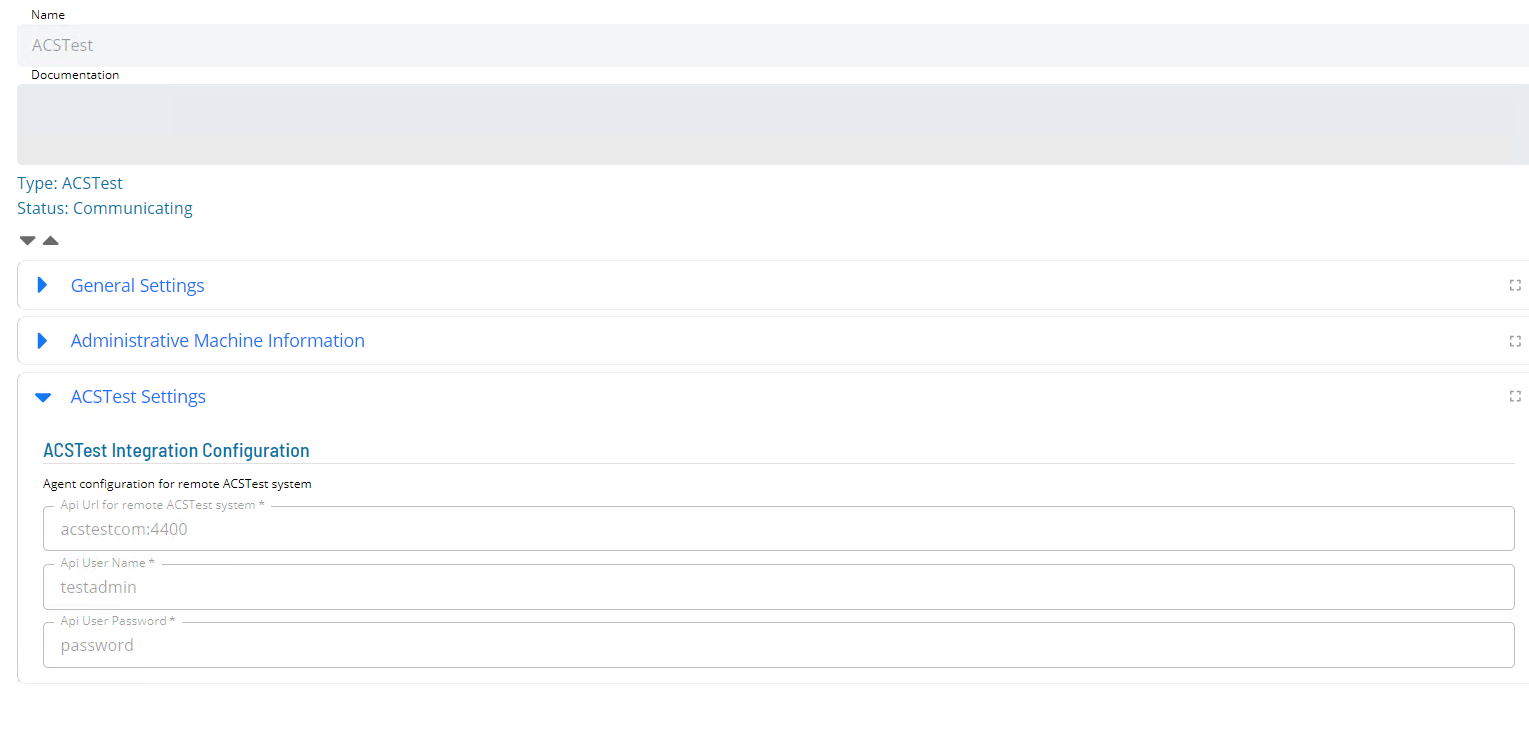 Name
ACSTest
Documentation
Type: ACSTest
Status: Communicating
General Settings
Administrative Machine Information
ACSTest Settings
ACSTest Integration Configuration
Agent configuration for remote ACSTest system
Api Url for remote ACSTest system *
acstestcom:4400
Api User Name *
testadmin
Api User Password *
password